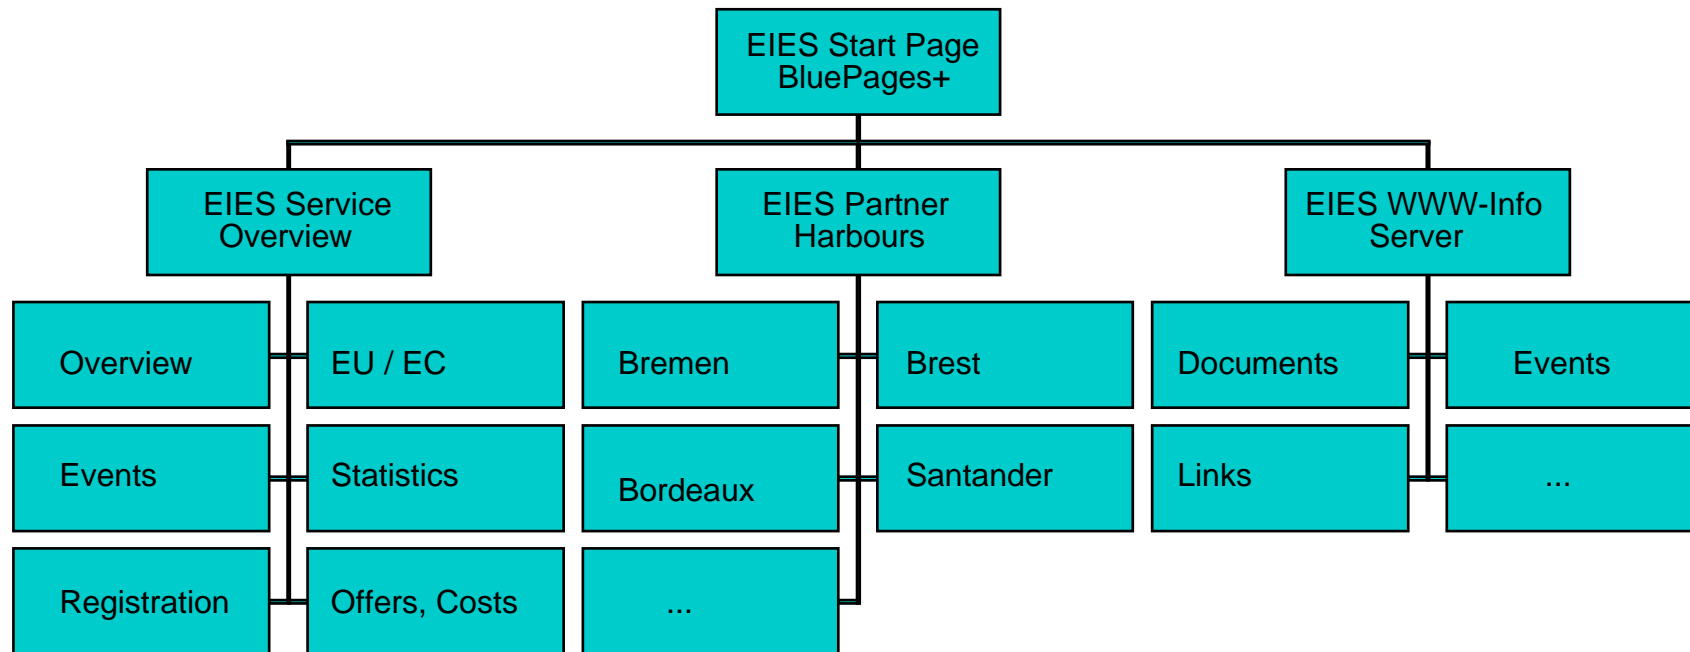 EIES Start Page
BluePages+
EIES Service
Overview
EIES Partner
Harbours
EIES WWW-Info
Server
Overview
EU / EC
Bremen
Brest
Documents
Events
Events
Statistics
Bordeaux
Santander
Links
...
Registration
Offers, Costs
...